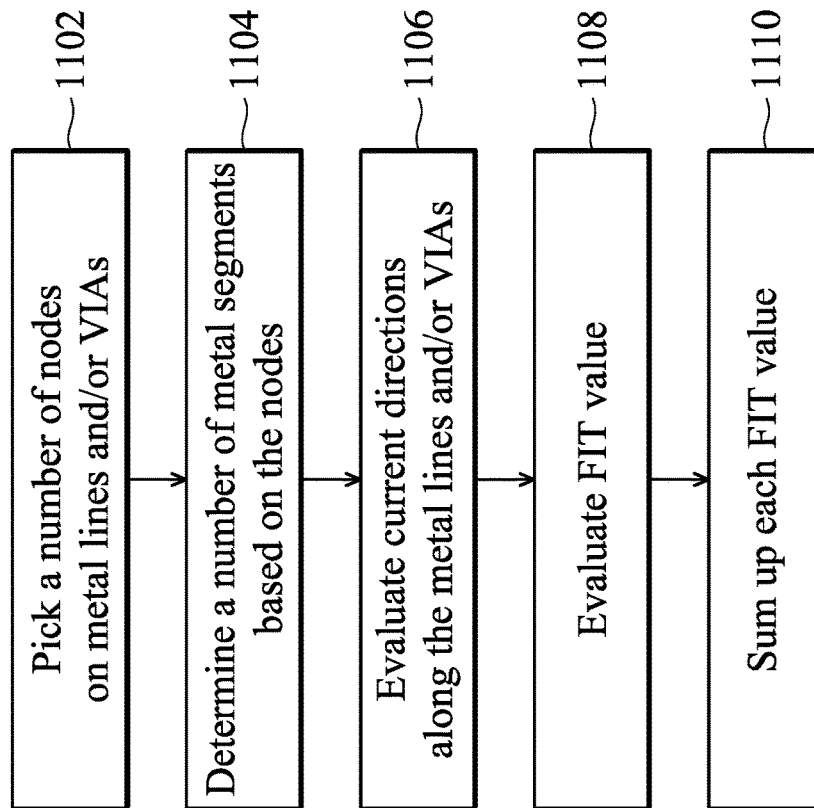 Pick a number of nodes
on metal lines and/or VIAs
1102
Determine a number of metal segments
based on the nodes
1104
Evaluate current directions
along the metal lines and/or VIAs
1106
Evaluate FIT value
1108
Sum up each FIT value
1110